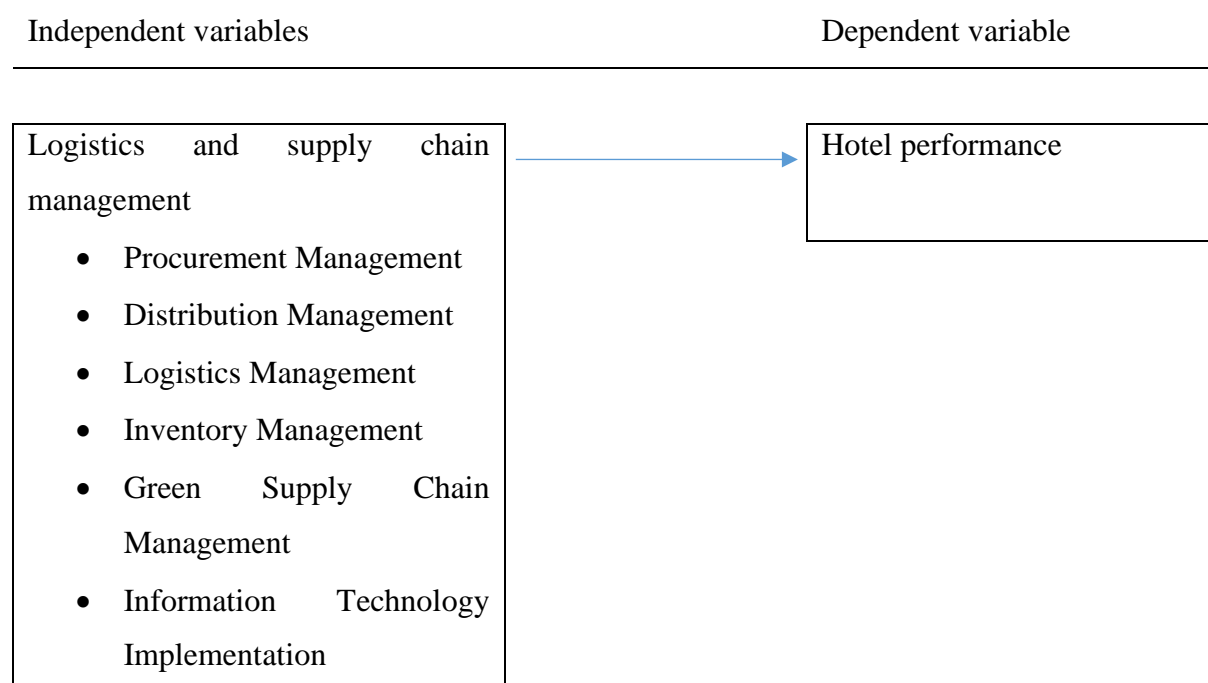 Independent variables
Dependent variable
Logistics and supply chain
management
• Procurement Management
• Distribution Management
• Logistics Management
• Inventory Management
• Green Supply Chain
Management
• Information Technology
Implementation
Hotel performance